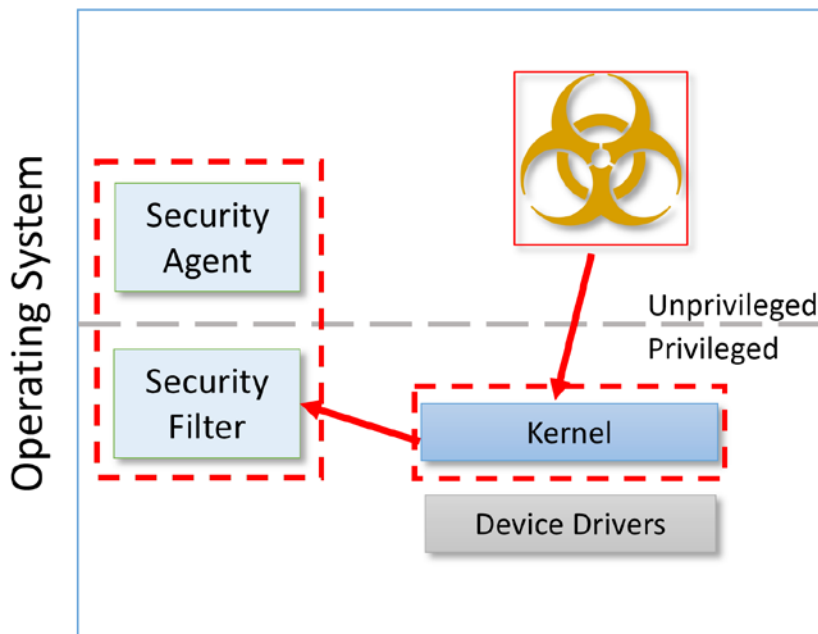 Operating System
Security
Agent
Unprivileged
Privileged
Security
Filter
Kernel
Device Drivers